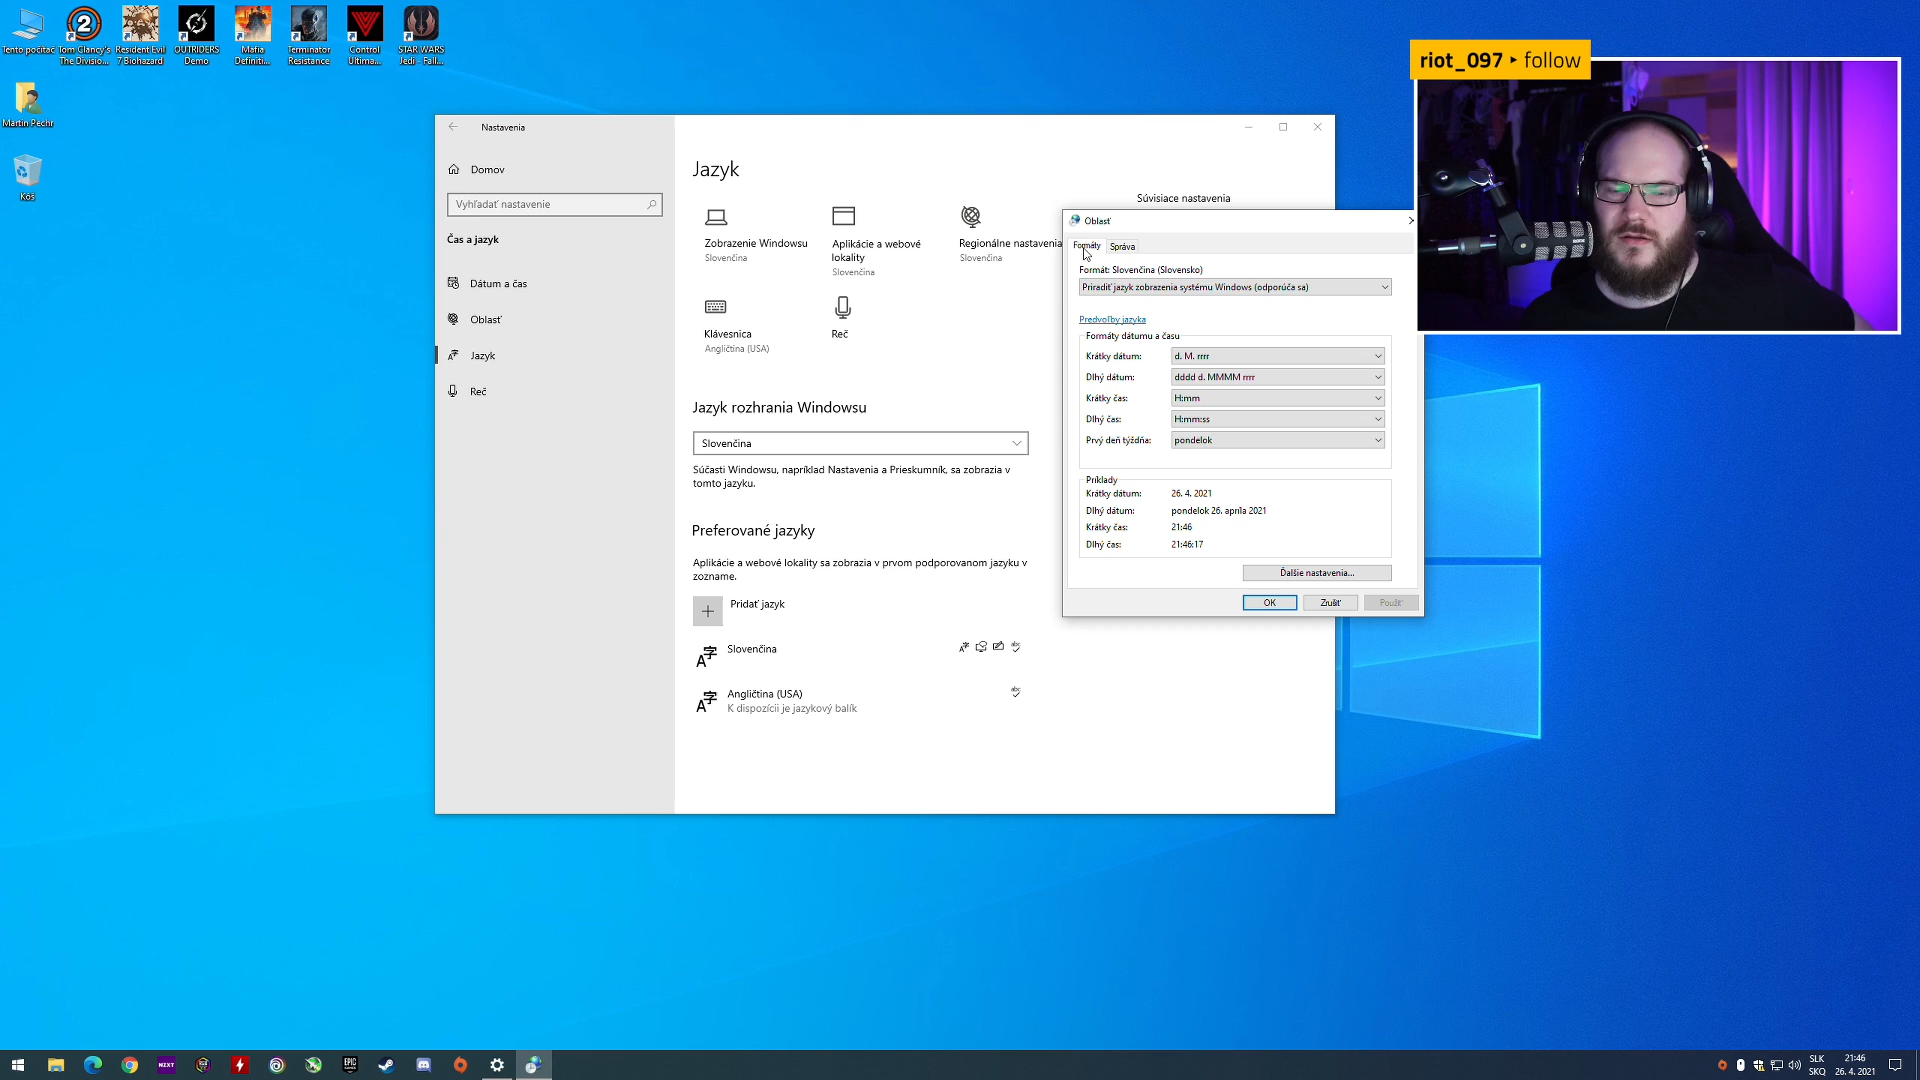 Tento počítač
Tom Clancy's
The Divisio...
Resident Evil
7 Biohazard
OUTRIDERS
Demo
Mafia
Definiti...
Terminator
Resistance
Control
Ultima...
STAR WARS
Jedi - Fall...
Martin Pechr
Kôš
riot_097 ‣ follow
Nastavenia
Domov
Vyhľadať nastavenie
Čas a jazyk
Dátum a čas
Oblasť
Jazyk
Reč
Jazyk
Zobrazenie Windowsu
Slovenčina
Aplikácie a webové
lokality
Slovenčina
Regionálne nastavenia
Slovenčina
Klávesnica
Angličtina (USA)
Reč
Jazyk rozhrania Windowsu
Slovenčina
Súčasti Windowsu, napríklad Nastavenia a Prieskumník, sa zobrazia v
tomto jazyku.
Preferované jazyky
Aplikácie a webové lokality sa zobrazia v prvom podporovanom jazyku v
zozname.
Pridať jazyk
Slovenčina
Angličtina (USA)
K dispozícii je jazykový balík
Súvisiace nastavenia
Oblasť
Formáty
Správa
Formát: Slovenčina (Slovensko)
Priradiť jazyk zobrazenia systému Windows (odporúča sa)
Predvoľby jazyka
Formáty dátumu a času
Krátky dátum: d. M. rrrr
Dlhý dátum: dddd d. MMMM rrrr
Krátky čas: H:mm
Dlhý čas: H:mm:ss
Prvý deň týždňa: pondelok
Príklady
Krátky dátum: 26. 4. 2021
Dlhý dátum: pondelok 26. apríla 2021
Krátky čas: 21:46
Dlhý čas: 21:46:17
Ďalšie nastavenia...
OK
Zrušiť
Použiť
NZXT
EPIC
GAMES
SLK
SKQ
21:46
26. 4. 2021